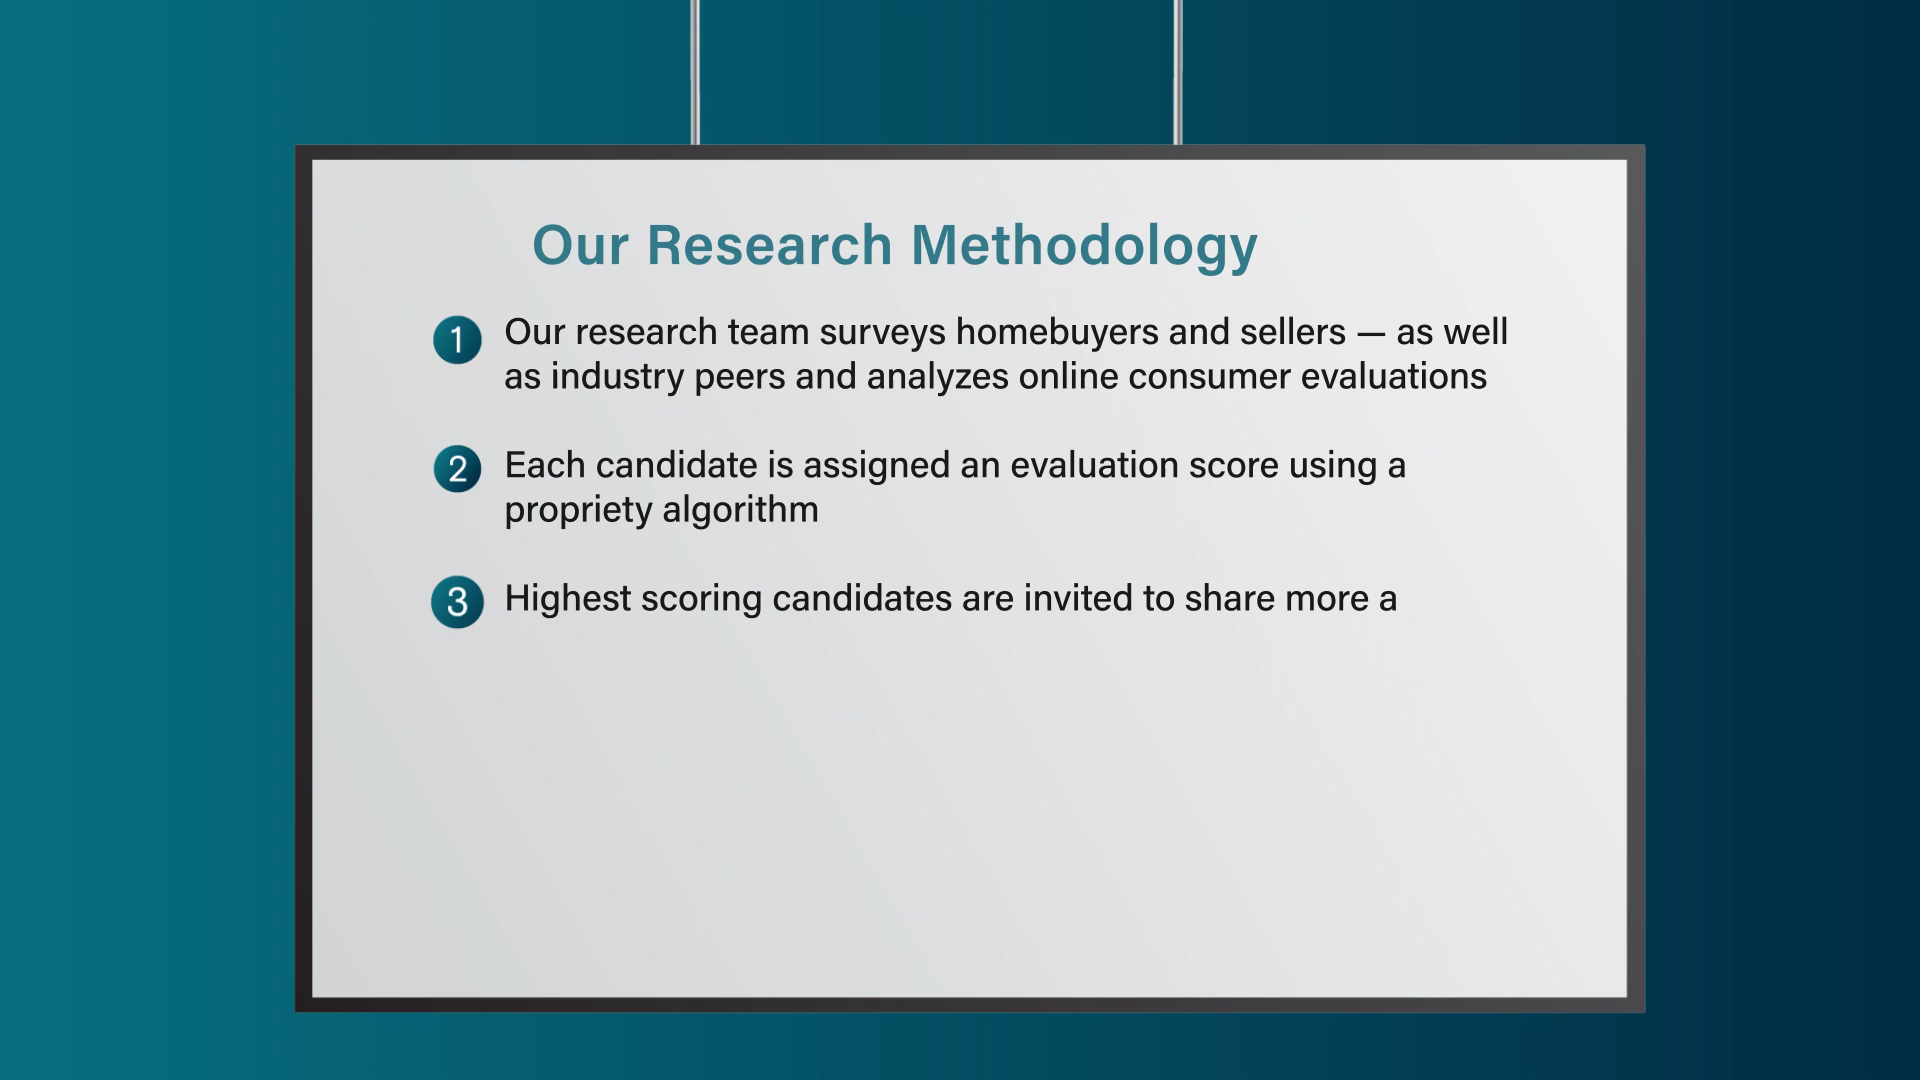 Our Research Methodology
1 Our research team surveys homebuyers and sellers — as well
as industry peers and analyzes online consumer evaluations
2 Each candidate is assigned an evaluation score using a
propriety algorithm
3 Highest scoring candidates are invited to share more a